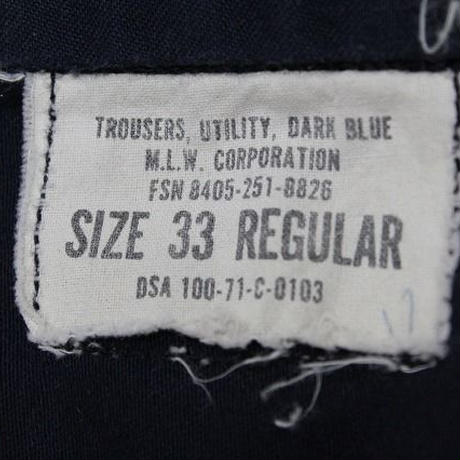 TROUSERS, UTILITY, DARK BLUE
M.L.W. CORPORATION
FSN 8405-251-8826
SIZE 33 REGULAR
DSA 100-71-C-0103